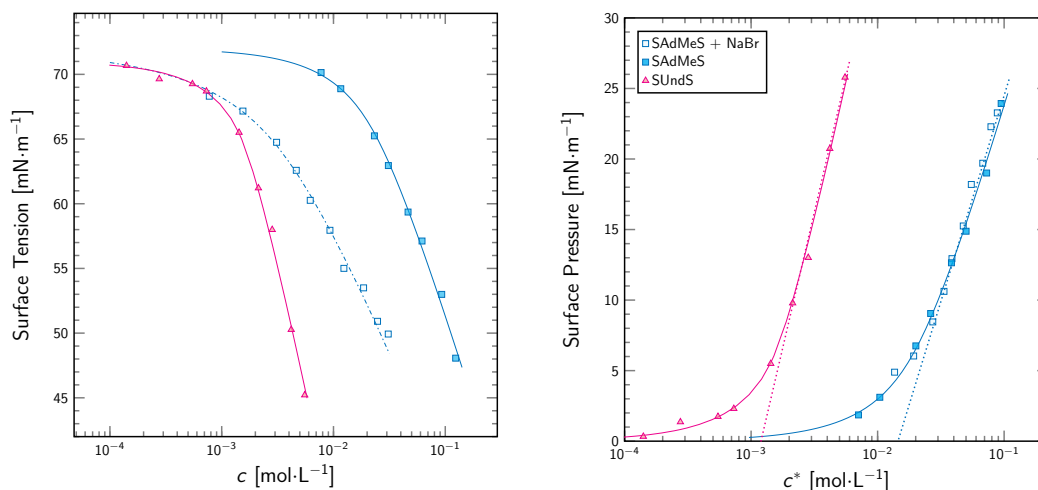 70
65
60
55
50
45
10⁻⁴ 10⁻³ 10⁻² 10⁻¹
c [mol·L⁻¹]
Surface Tension [mN·m⁻¹]
30
25
20
15
10
5
0
10⁻⁴ 10⁻³ 10⁻² 10⁻¹
c* [mol·L⁻¹]
Surface Pressure [mN·m⁻¹]
SAdMeS + NaBr
SAdMeS
SUndS